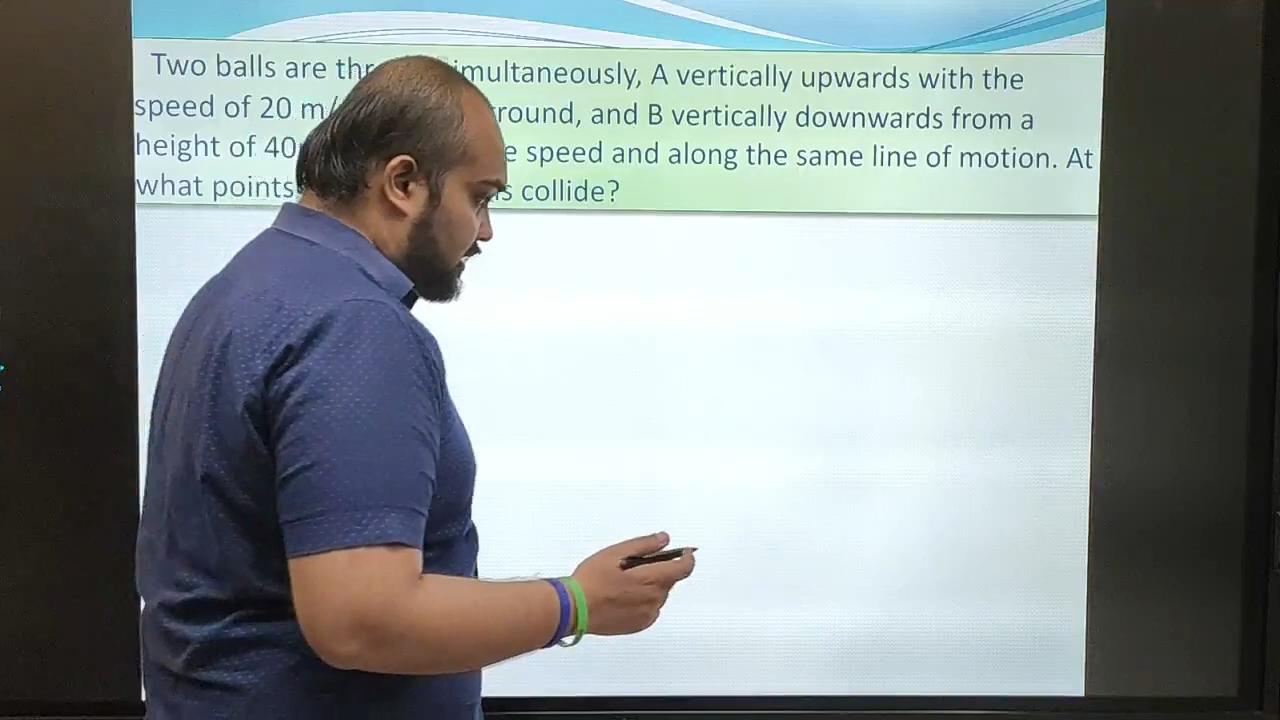 Two balls are thr imultaneously, A vertically upwards with the
speed of 20 m/ round, and B vertically downwards from a
height of 40 e speed and along the same line of motion. At
what points s collide?